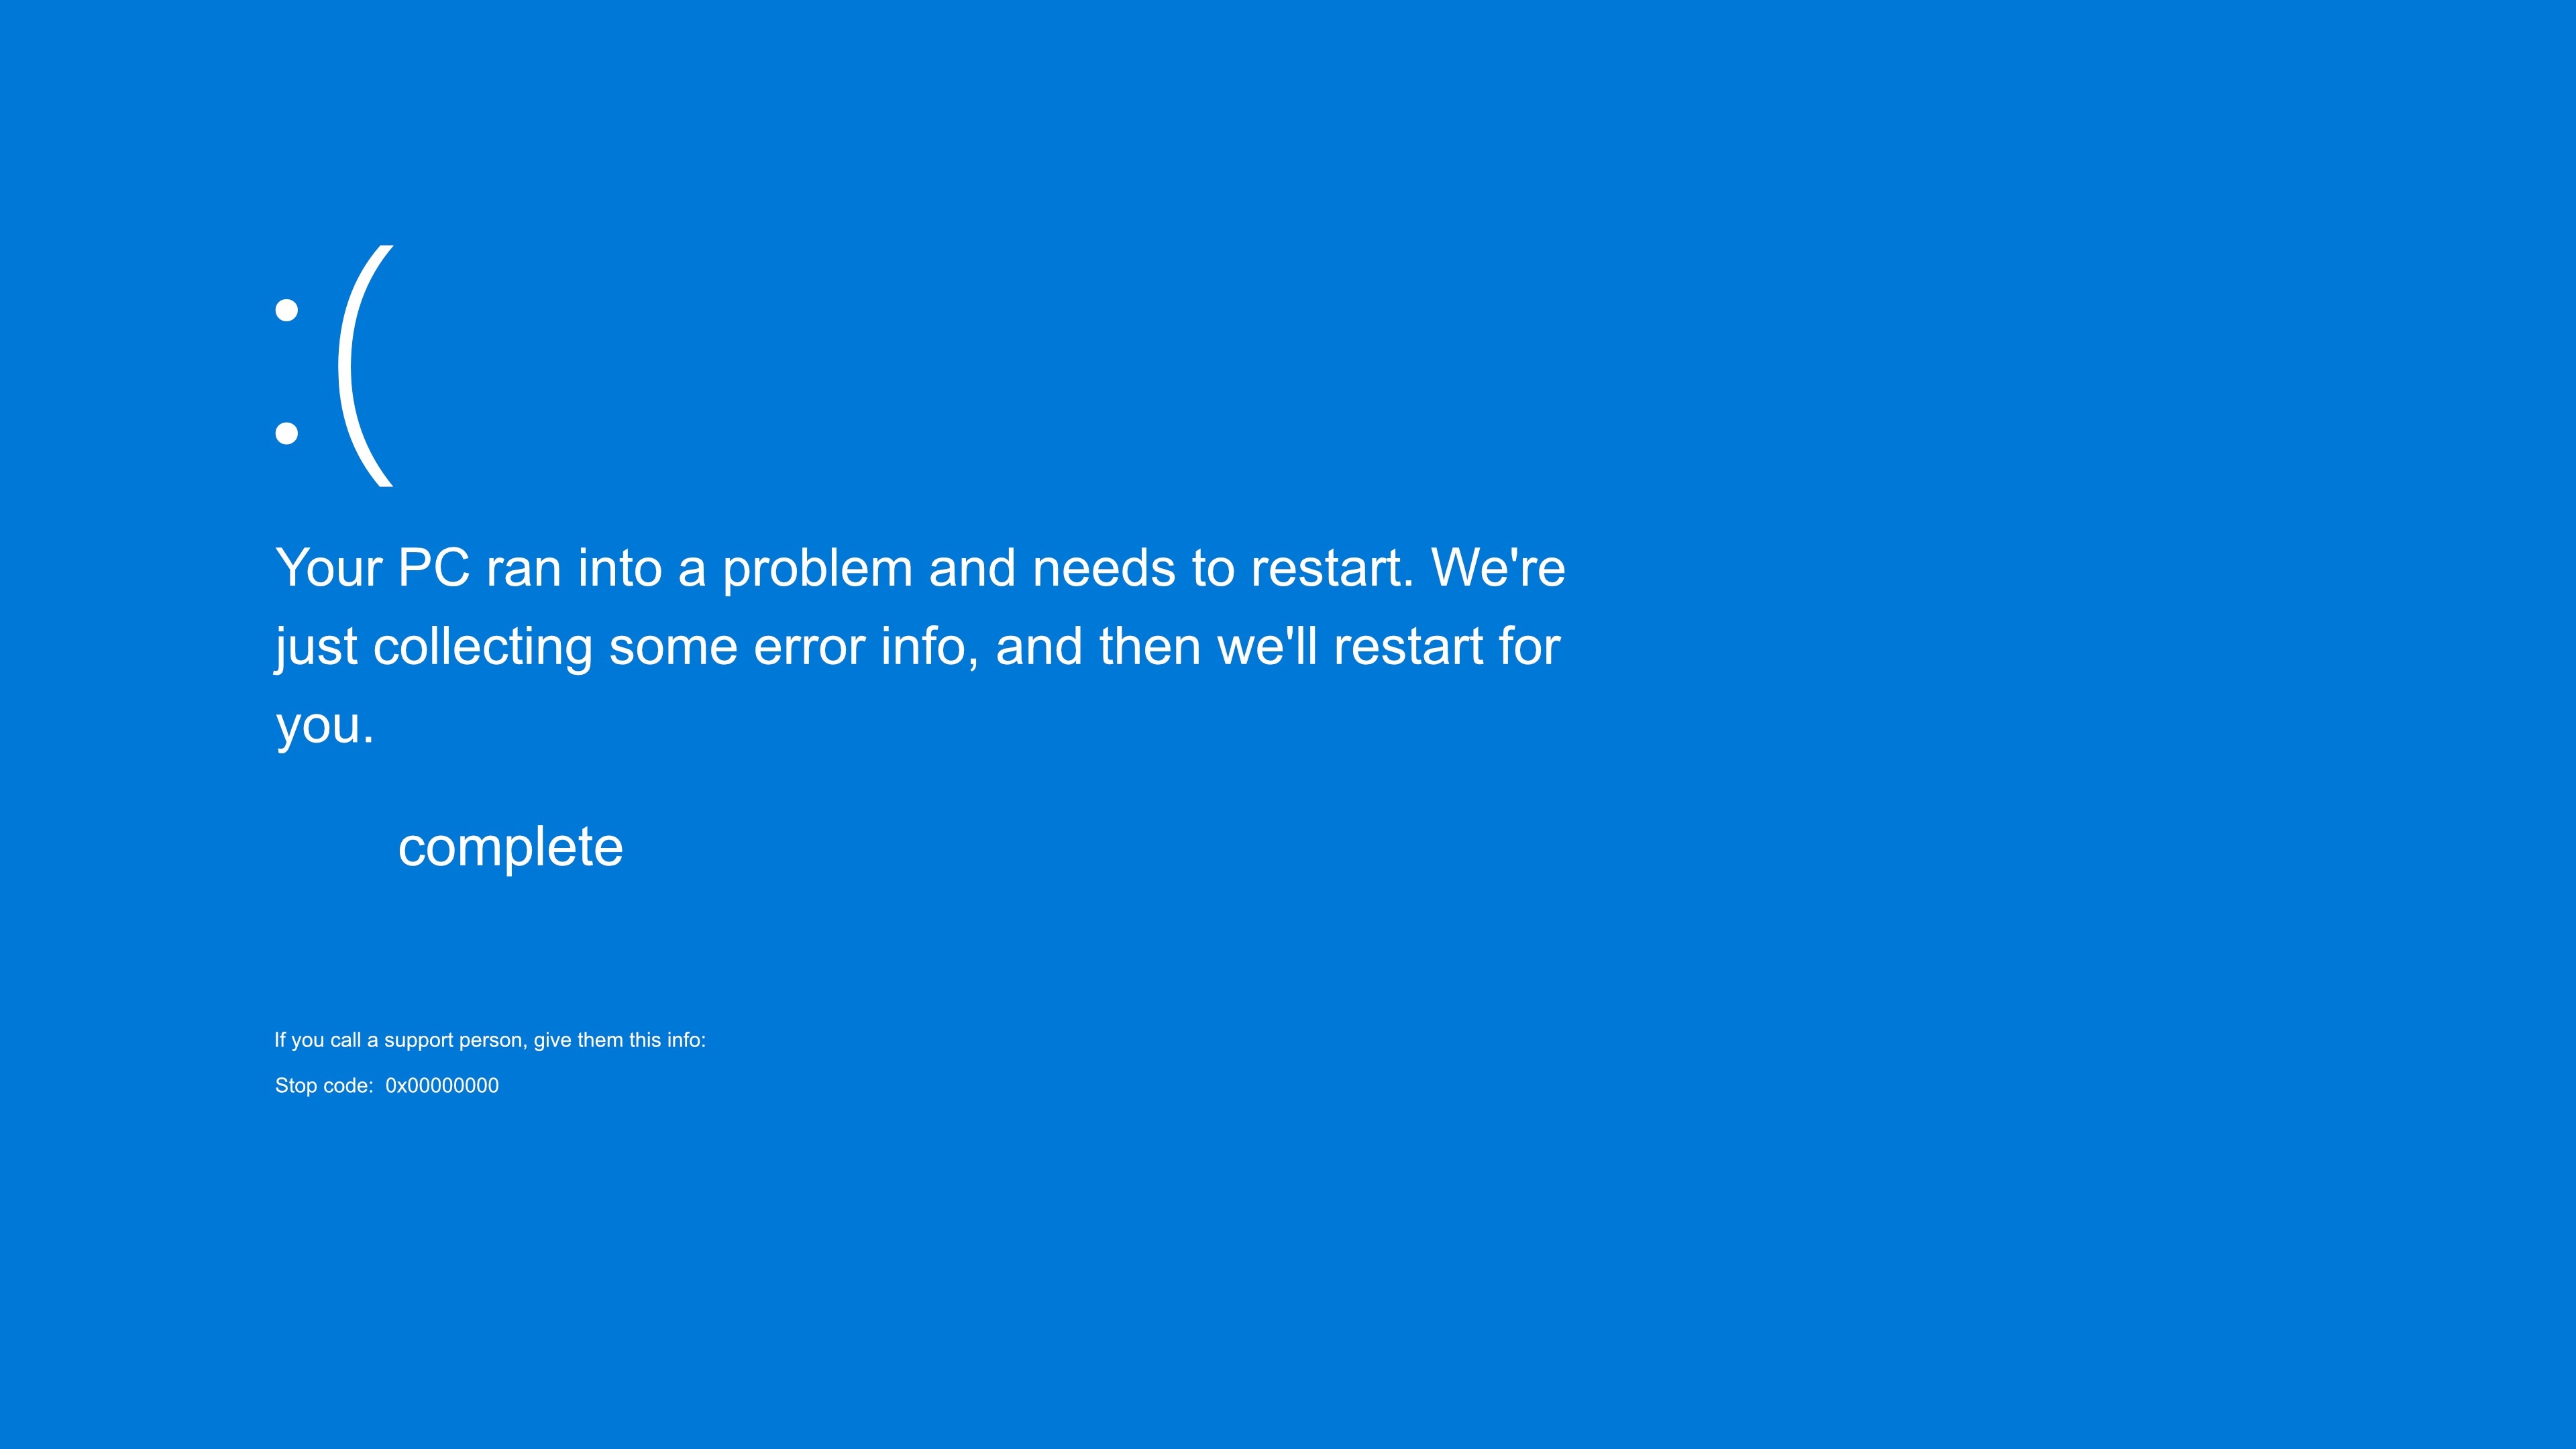 :(
Your PC ran into a problem and needs to restart. We're
just collecting some error info, and then we'll restart for
you.
complete
If you call a support person, give them this info:
Stop code: 0x00000000